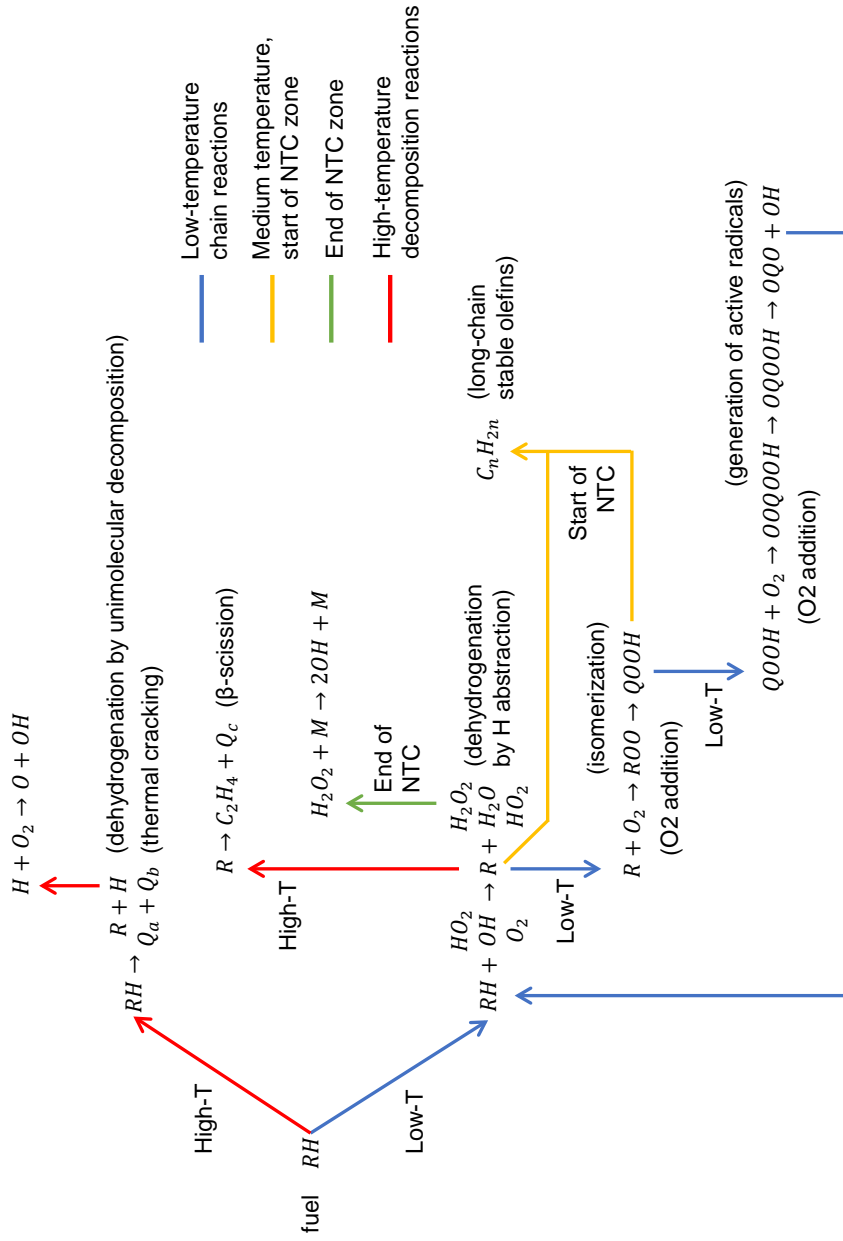 H + O₂ → O + OH
RH → R + H (dehydrogenation by unimolecular decomposition)
Qₐ + Q_b (thermal cracking)
High-T
fuel RH
Low-T
R → C₂H₄ + Q_c (β-scission)
High-T
H₂O₂ + M → 2OH + M
End of
NTC
HO₂ H₂O₂
RH + OH → R + H₂O
O₂ HO₂
(dehydrogenation
by H abstraction)
Low-T
(isomerization)
R + O₂ → ROO → QOOH
(O2 addition)
Low-T
Start of
NTC
CₙH₂ₙ
(long-chain
stable olefins)
(generation of active radicals)
QOOH + O₂ → OOQOOH → OQOOH → OQO + OH
(O2 addition)
Low-temperature
chain reactions
Medium temperature,
start of NTC zone
End of NTC zone
High-temperature
decomposition reactions